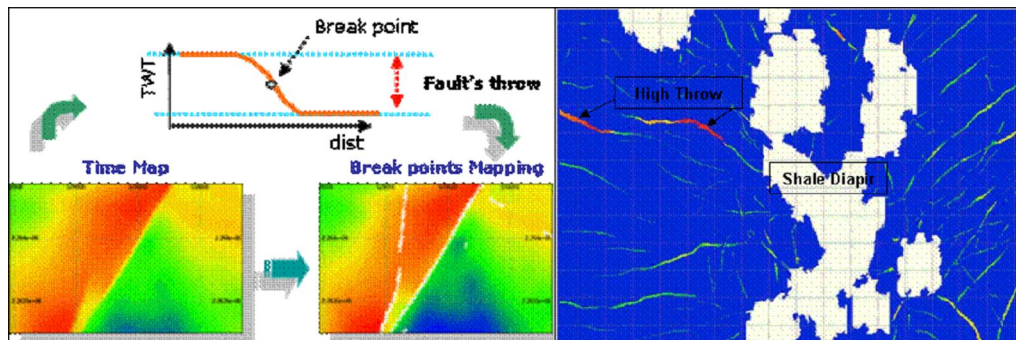 Break point
TWT
Fault's throw
dist
Time Map
Break points Mapping
High Throw
Shale Diapir